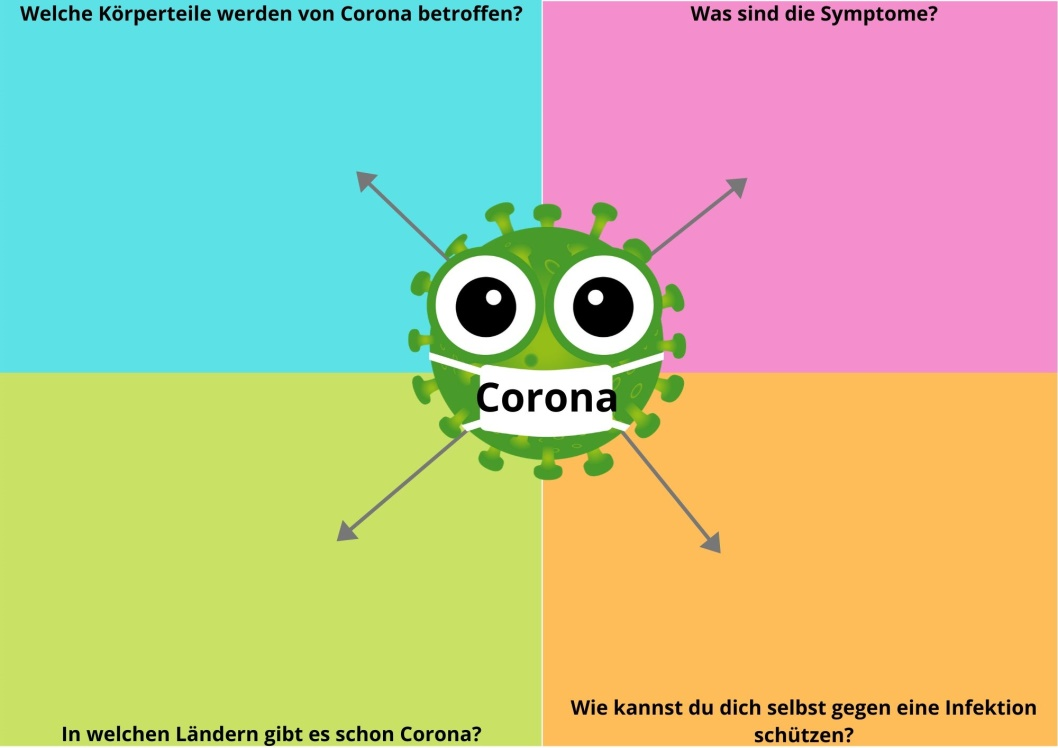 Welche Körperteile werden von Corona betroffen?
Was sind die Symptome?
Corona
In welchen Ländern gibt es schon Corona?
Wie kannst du dich selbst gegen eine Infektion
schützen?